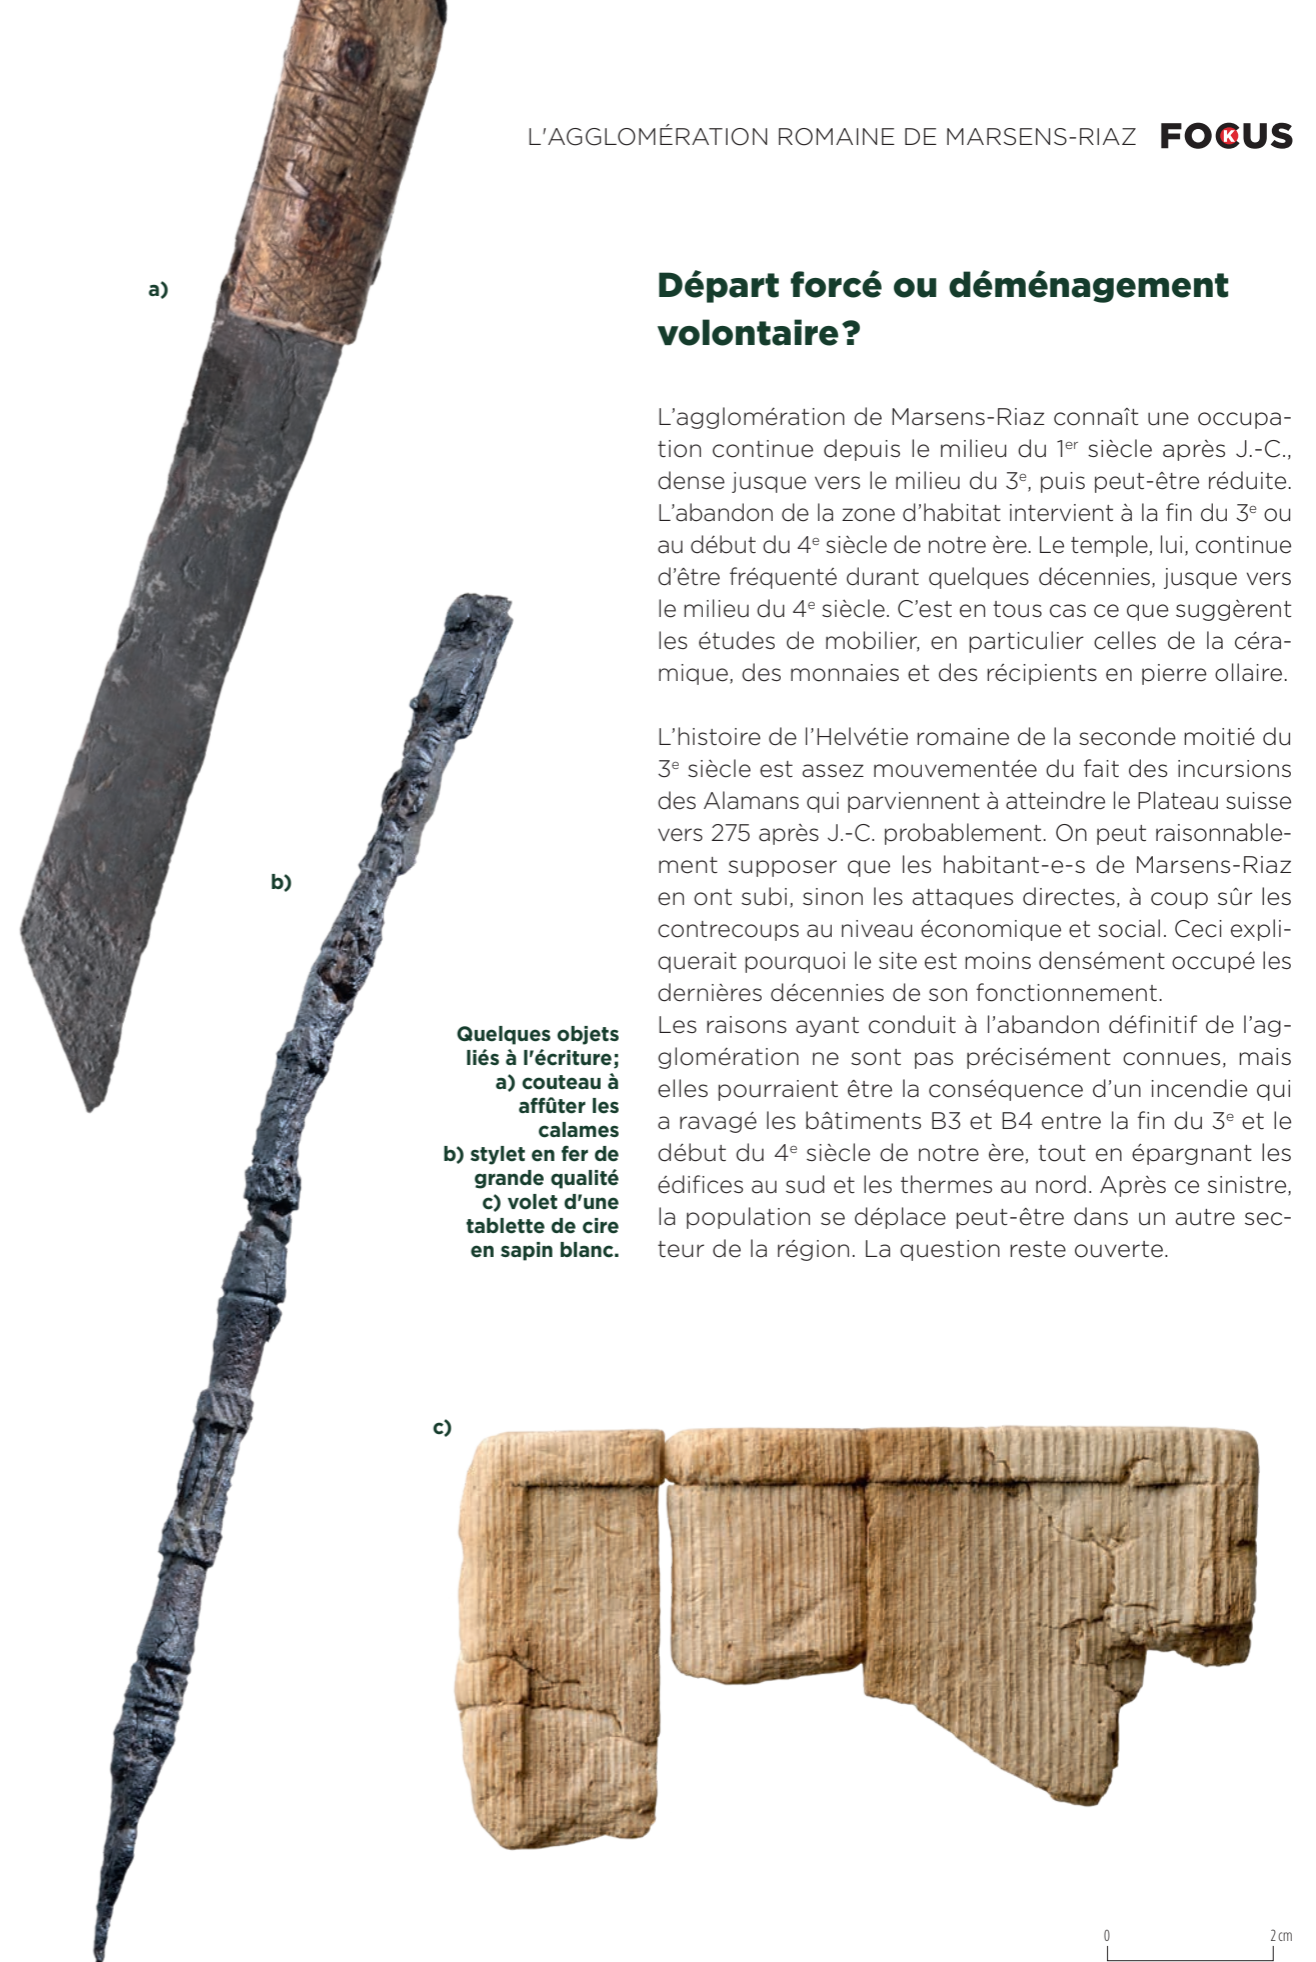 L'AGGLOMÉRATION ROMAINE DE MARSENS-RIAZ FOCUS
a)
Départ forcé ou déménagement
volontaire?
L’agglomération de Marsens-Riaz connaît une occupa-
tion continue depuis le milieu du 1er siècle après J.-C.,
dense jusque vers le milieu du 3e, puis peut-être réduite.
L’abandon de la zone d’habitat intervient à la fin du 3e ou
au début du 4e siècle de notre ère. Le temple, lui, continue
d’être fréquenté durant quelques décennies, jusque vers
le milieu du 4e siècle. C’est en tous cas ce que suggèrent
les études de mobilier, en particulier celles de la céra-
mique, des monnaies et des récipients en pierre ollaire.
L’histoire de l’Helvétie romaine de la seconde moitié du
3e siècle est assez mouvementée du fait des incursions
des Alamans qui parviennent à atteindre le Plateau suisse
vers 275 après J.-C. probablement. On peut raisonnable-
ment supposer que les habitant-e-s de Marsens-Riaz
en ont subi, sinon les attaques directes, à coup sûr les
contrecoups au niveau économique et social. Ceci expli-
querait pourquoi le site est moins densément occupé les
dernières décennies de son fonctionnement.
Les raisons ayant conduit à l’abandon définitif de l’ag-
glomération ne sont pas précisément connues, mais
elles pourraient être la conséquence d’un incendie qui
a ravagé les bâtiments B3 et B4 entre la fin du 3e et le
début du 4e siècle de notre ère, tout en épargnant les
édifices au sud et les thermes au nord. Après ce sinistre,
la population se déplace peut-être dans un autre sec-
teur de la région. La question reste ouverte.
b)
Quelques objets
liés à l'écriture;
a) couteau à
affûter les
calames
b) stylet en fer de
grande qualité
c) volet d'une
tablette de cire
en sapin blanc.
c)
0 2 cm